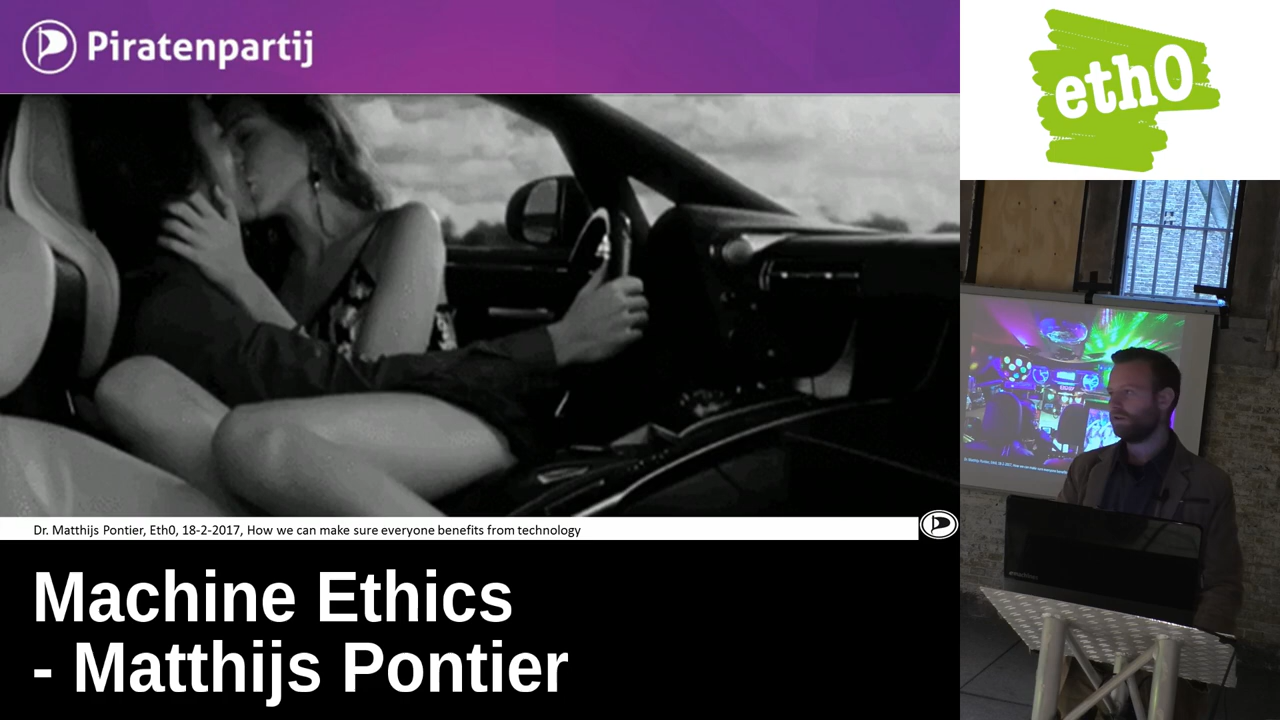 Piratenpartij
eth0
Dr. Matthijs Pontier, Eth0, 18-2-2017, How we can make sure everyone benefits from technology
Machine Ethics
- Matthijs Pontier